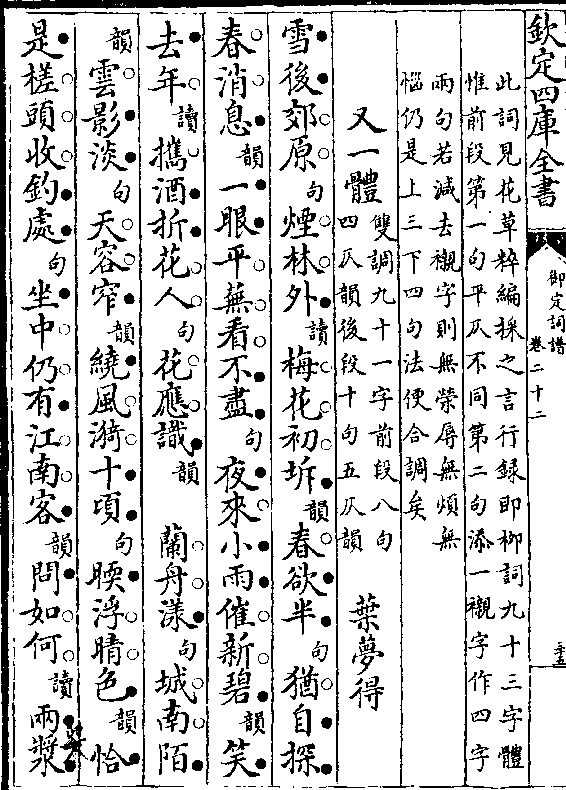 欽定四庫全書
御定詞譜
卷二十二
三十五
此詞見花草粹編採之言行錄即柳詞九十三字體
惟前段第一句平仄不同第二句添一襯字作四字
兩句若減去襯字則無榮辱無煩無
惱仍是上三下四句法便合調矣
又一體 雙調九十一字前段八句
四仄韻後段十句五仄韻 葉夢得
雪後郊原句煙林外讀梅花初坼韻春欲半句猶自探
春消息韻一眼平蕪看不盡句夜來小雨催新碧韻笑
去年讀攜酒折花人句花應識韻 蘭舟漾句城南陌
韻雲影淡句天容窄韻繞風漪十頃句暖浮晴色韻恰
是槎頭收釣處句坐中仍有江南客韻問如何讀兩槳